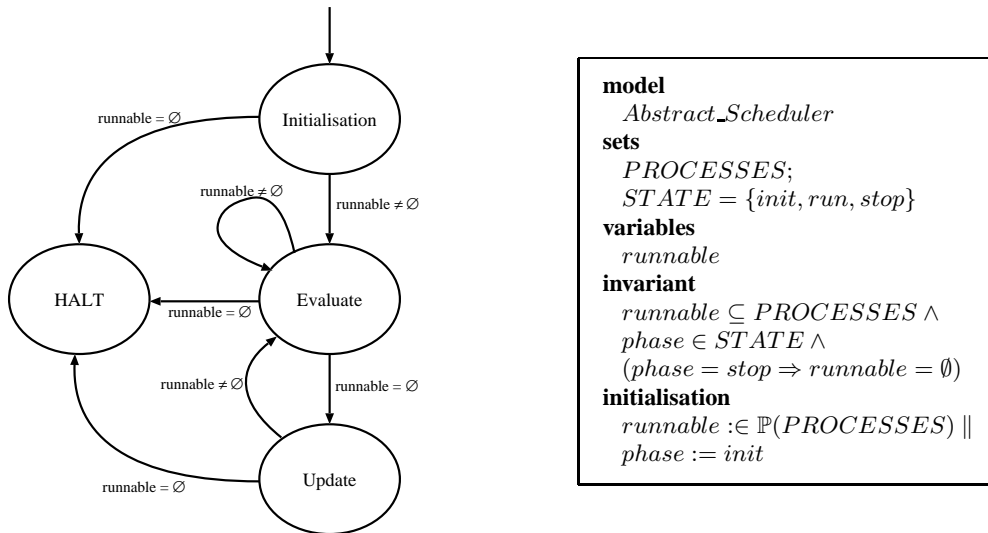 Initialisation
runnable = ∅
runnable ≠ ∅
runnable ≠ ∅
HALT
Evaluate
runnable = ∅
runnable ≠ ∅
runnable = ∅
Update
runnable = ∅
model
Abstract_Scheduler
sets
PROCESSES;
STATE = {init, run, stop}
variables
runnable
invariant
runnable ⊆ PROCESSES ∧
phase ∈ STATE ∧
(phase = stop ⇒ runnable = ∅)
initialisation
runnable :∈ ℙ(PROCESSES) ∥
phase := init